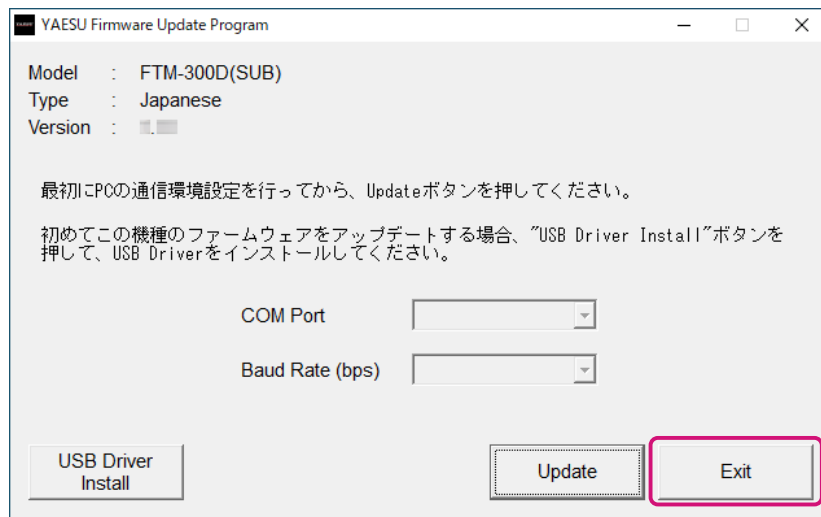 YAESU Firmware Update Program
Model : FTM-300D(SUB)
Type : Japanese
Version :
最初にPCの通信環境設定を行ってから、Updateボタンを押してください。
初めてこの機種のファームウェアをアップデートする場合、"USB Driver Install"ボタンを
押して、USB Driverをインストールしてください。
COM Port
Baud Rate (bps)
USB Driver
Install
Update
Exit